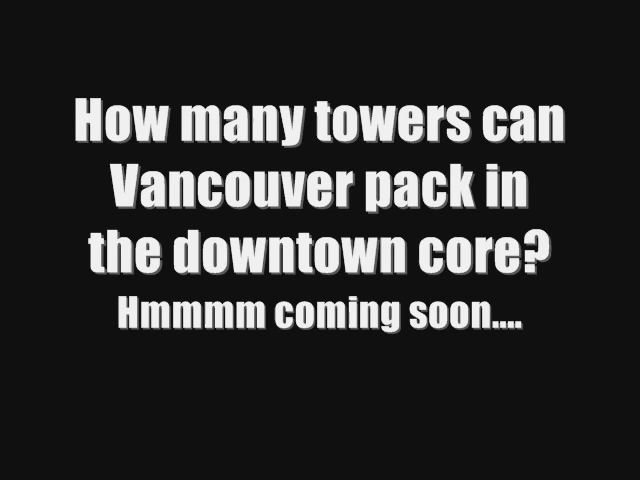 How many towers can
Vancouver pack in
the downtown core?
Hmmmm coming soon....